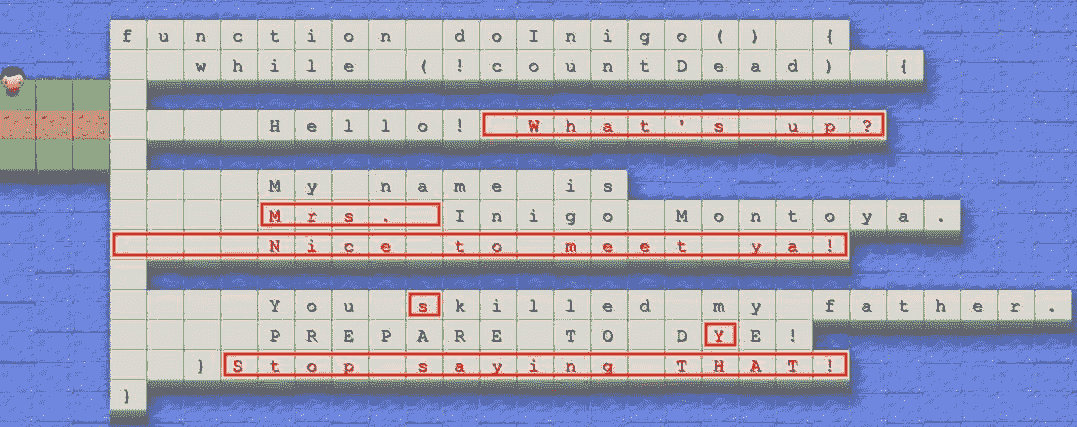 function doInigo() {
while (!countDead) {
Hello! What's up?
My name is
Mrs. Inigo Montoya.
Nice to meet ya!
You skilled my father.
PREPARE TO DYE!
}Stop saying THAT!
}